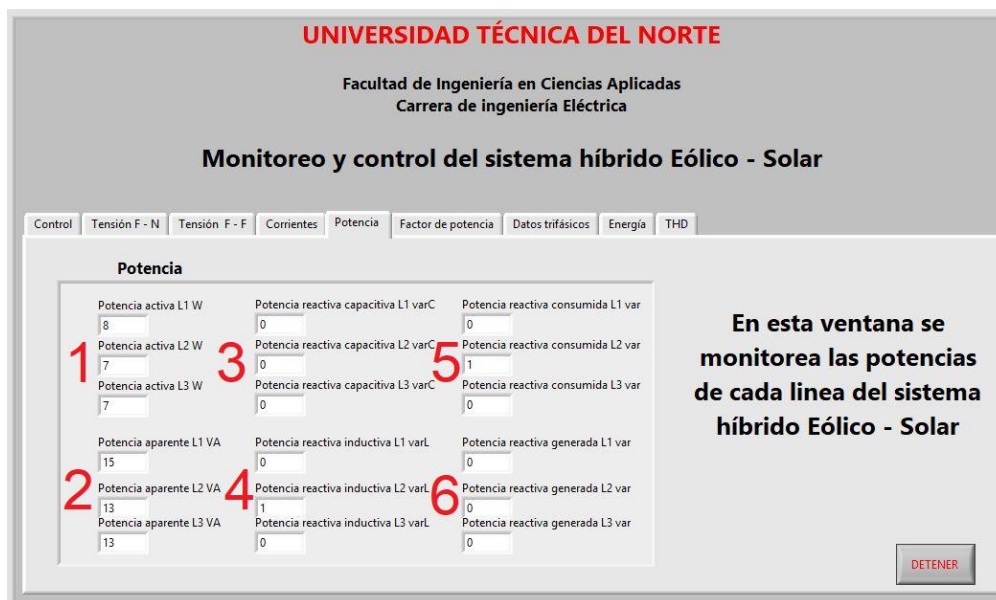 UNIVERSIDAD TÉCNICA DEL NORTE
Facultad de Ingeniería en Ciencias Aplicadas
Carrera de ingeniería Eléctrica
Monitoreo y control del sistema híbrido Eólico - Solar
Control Tensión F - N Tensión F - F Corrientes Potencia Factor de potencia Datos trifásicos Energía THD
Potencia
1
Potencia activa L1 W
8
Potencia activa L2 W
7
Potencia activa L3 W
7
2
Potencia aparente L1 VA
15
Potencia aparente L2 VA
13
Potencia aparente L3 VA
13
3
Potencia reactiva capacitiva L1 varC
0
Potencia reactiva capacitiva L2 varC
0
Potencia reactiva capacitiva L3 varC
0
4
Potencia reactiva inductiva L1 varL
0
Potencia reactiva inductiva L2 varL
1
Potencia reactiva inductiva L3 varL
0
5
Potencia reactiva consumida L1 var
0
Potencia reactiva consumida L2 var
1
Potencia reactiva consumida L3 var
0
6
Potencia reactiva generada L1 var
0
Potencia reactiva generada L2 var
0
Potencia reactiva generada L3 var
0
En esta ventana se
monitorea las potencias
de cada linea del sistema
híbrido Eólico - Solar
DETENER